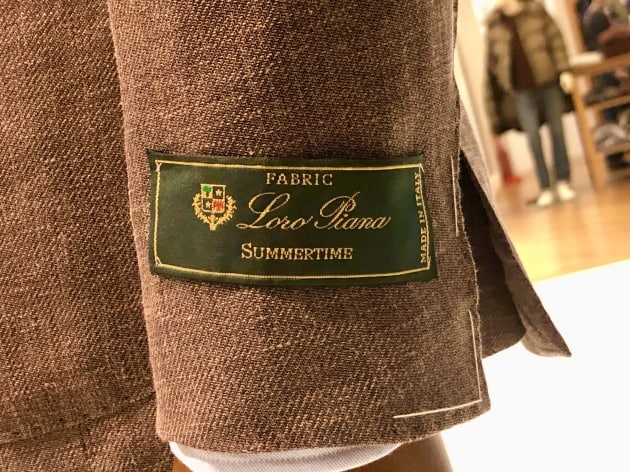 FABRIC
Loro Piana
SUMMERTIME
MADE IN ITALY